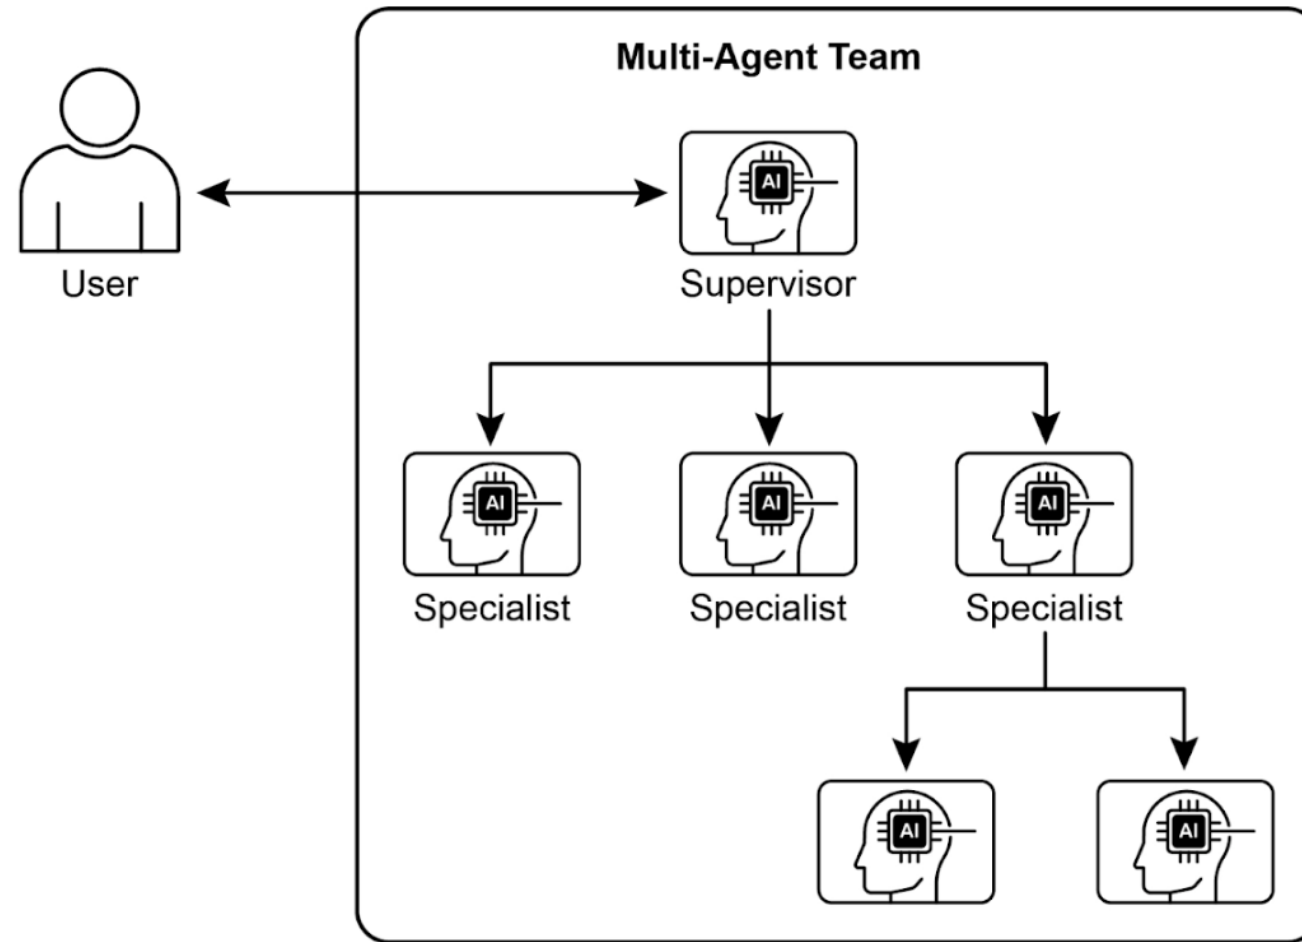 Multi-Agent Team
AI
User
Supervisor
AI
AI
AI
Specialist
Specialist
Specialist
AI
AI